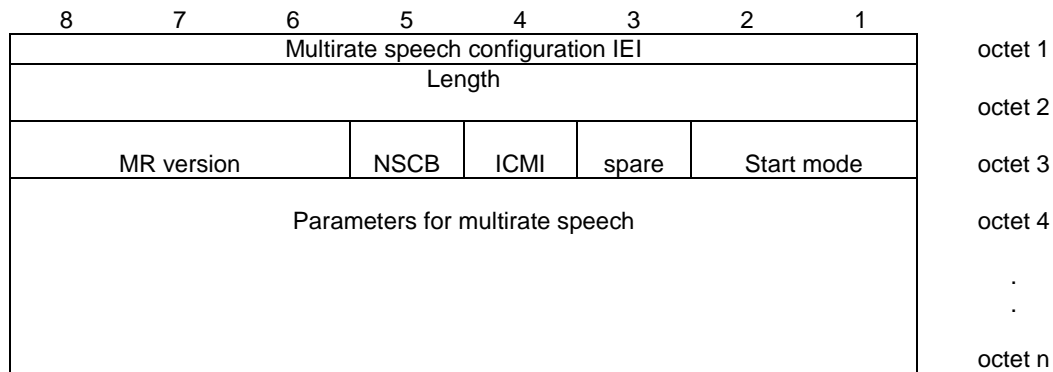 8 7 6 5 4 3 2 1
Multirate speech configuration IEI octet 1
Length
octet 2
MR version NSCB ICMI spare Start mode octet 3
Parameters for multirate speech octet 4
.
.
octet n